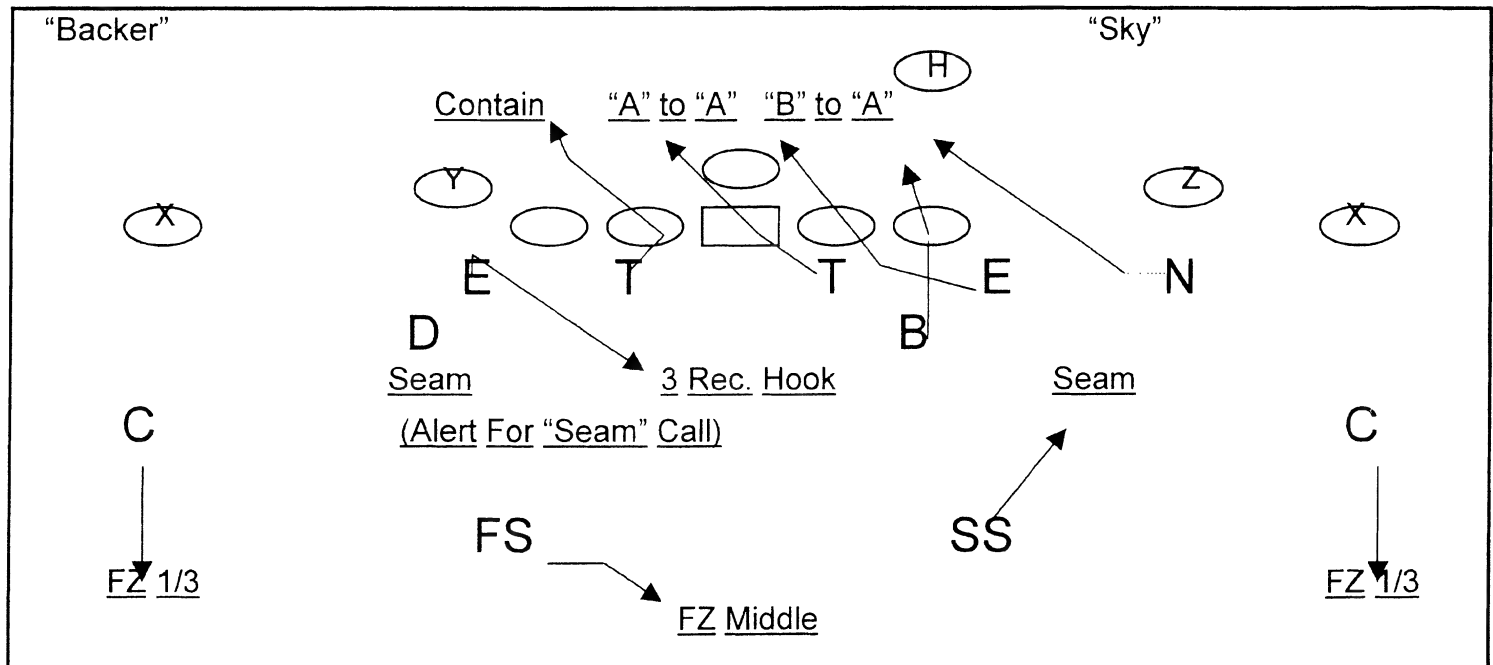 “Backer” “Sky”
H
Contain “A” to “A” “B” to “A”
Y Z
X X
E T T E N
D B
Seam 3 Rec. Hook Seam
(Alert For “Seam” Call)
C C
FS SS
FZ 1/3 FZ 1/3
FZ Middle